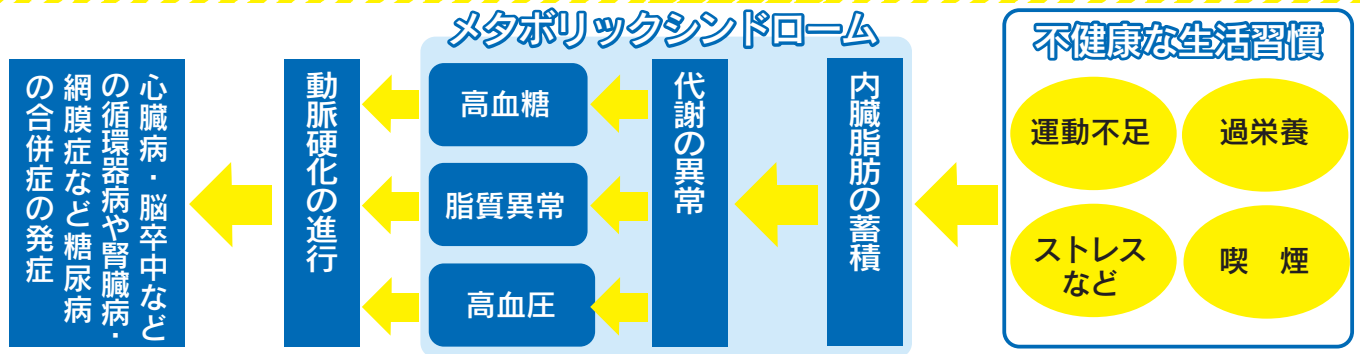 不健康な生活習慣
運動不足
過栄養
ストレス
など
喫　煙
メタボリックシンドローム
内臓脂肪の蓄積
代謝の異常
高血糖
脂質異常
高血圧
動脈硬化の進行
心臓病・脳卒中など
の循環器病や腎臓病・
網膜症など糖尿病
の合併症の発症